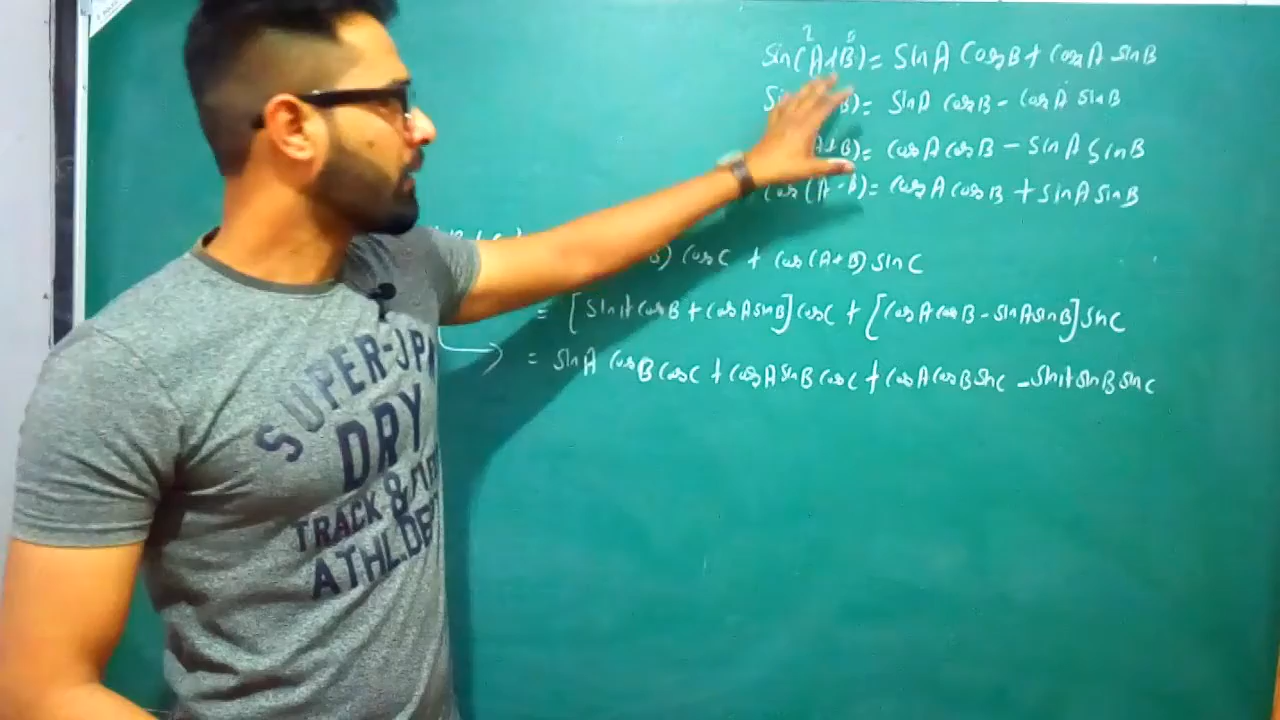 2 5
sin(A+B)= SinA CosB + cosA sinB
B)= SinA cosB - cosA sinB
A+B)= cosA cosB - sinA sinB
cos(A-B)= cosA cosB + sinA sinB
B) cosC + cos(A+B) sinC
= [sinA cosB + cosA sinB] cosC + [cosA cosB - sinA sinB] sinC
= sinA cosB cosC + cosA sinB cosC + cosA cosB sinC - sinA sinB sinC
SUPER-JPN
DRY
TRACK &
ATHL